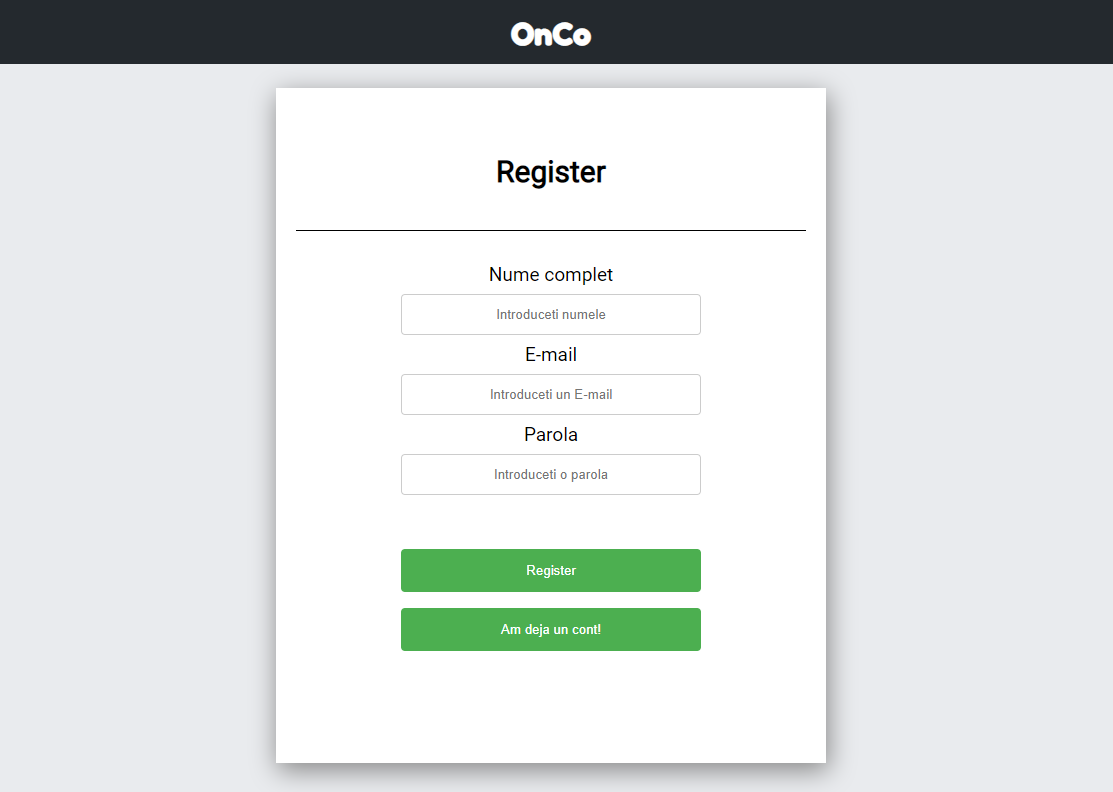 OnCo
Register
Nume complet
Introduceti numele
E-mail
Introduceti un E-mail
Parola
Introduceti o parola
Register
Am deja un cont!